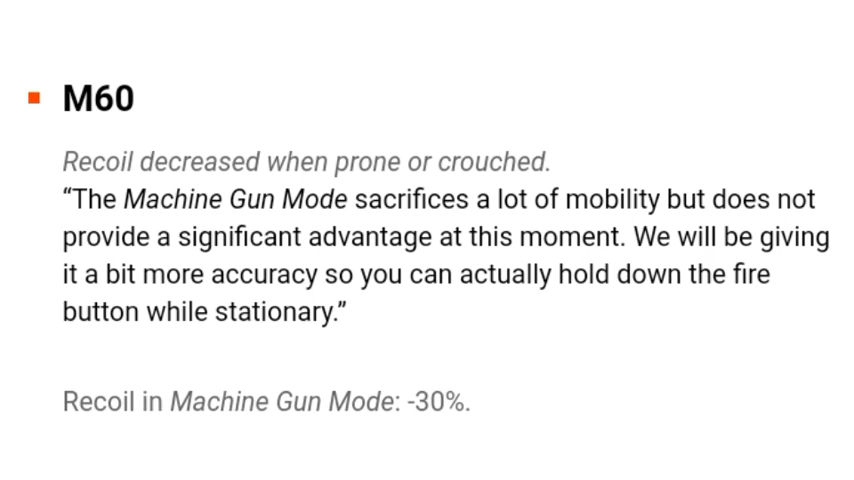 M60
Recoil decreased when prone or crouched.
“The Machine Gun Mode sacrifices a lot of mobility but does not
provide a significant advantage at this moment. We will be giving
it a bit more accuracy so you can actually hold down the fire
button while stationary.”
Recoil in Machine Gun Mode: -30%.